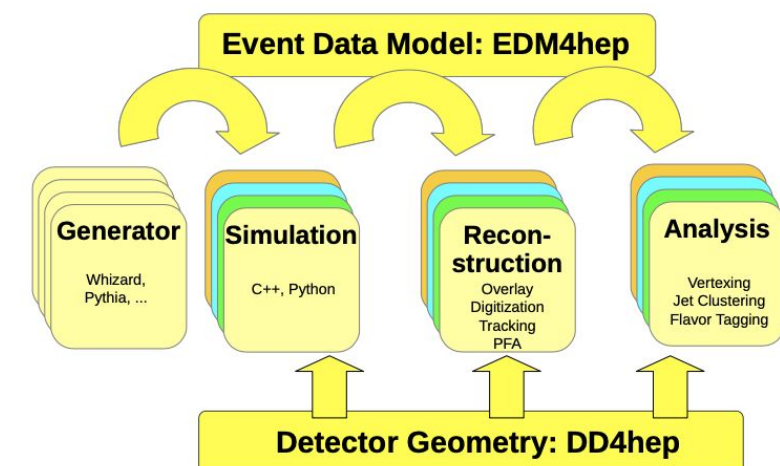 Event Data Model: EDM4hep
Generator
Whizard,
Pythia, ...
Simulation
C++, Python
Recon-
struction
Overlay
Digitization
Tracking
PFA
Analysis
Vertexing
Jet Clustering
Flavor Tagging
Detector Geometry: DD4hep